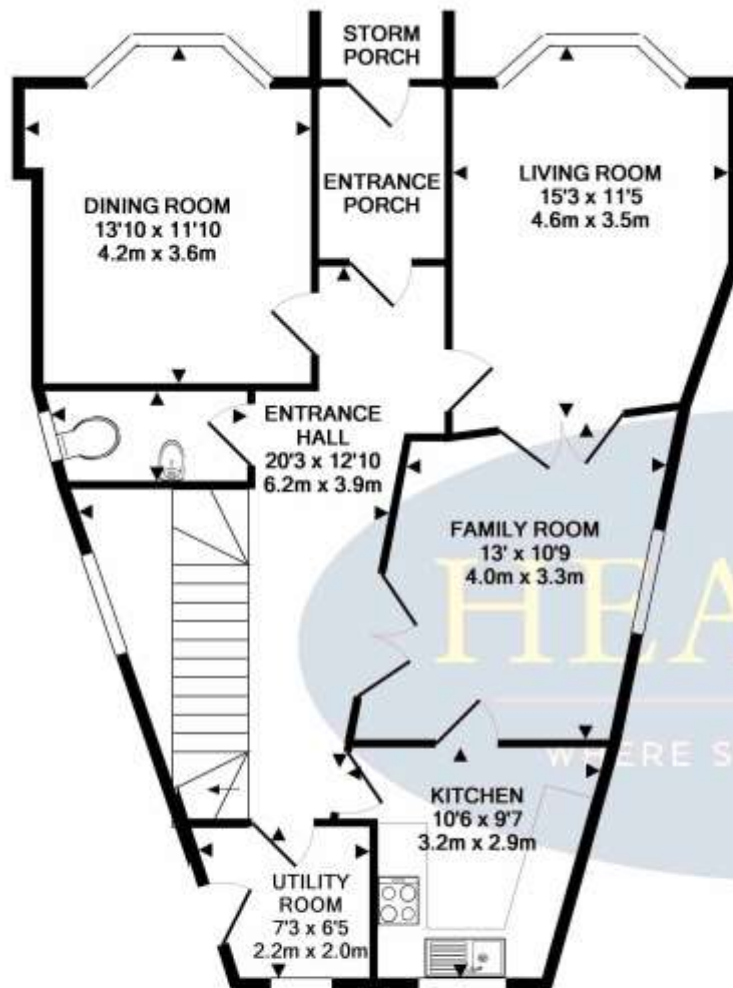 STORM
PORCH
ENTRANCE
PORCH
LIVING ROOM
15'3 x 11'5
4.6m x 3.5m
DINING ROOM
13'10 x 11'10
4.2m x 3.6m
ENTRANCE
HALL
20'3 x 12'10
6.2m x 3.9m
FAMILY ROOM
13' x 10'9
4.0m x 3.3m
HEA
WHERE S
KITCHEN
10'6 x 9'7
3.2m x 2.9m
UTILITY
ROOM
7'3 x 6'5
2.2m x 2.0m